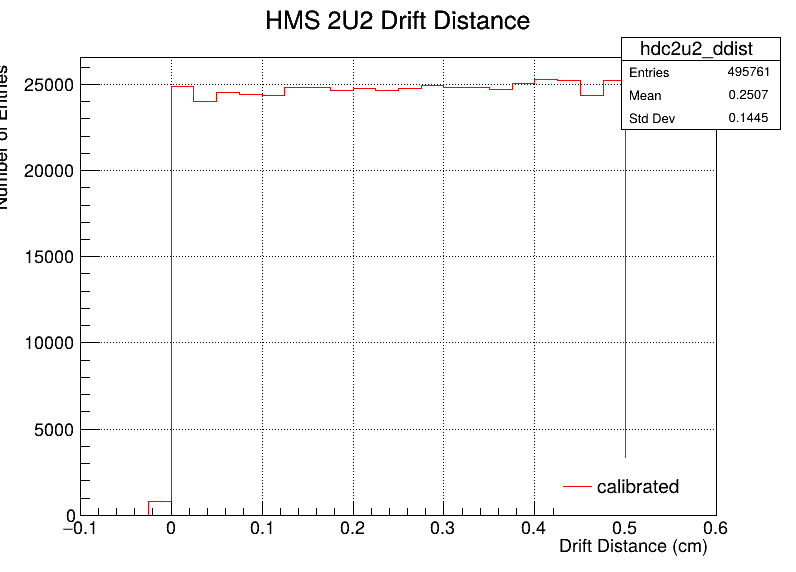 HMS 2U2 Drift Distance
hdc2u2_ddist
Entries 495761
Mean 0.2507
Std Dev 0.1445
Number of Entries
25000
20000
15000
10000
5000
0
−0.1 0 0.1 0.2 0.3 0.4 0.5 0.6
calibrated
Drift Distance (cm)